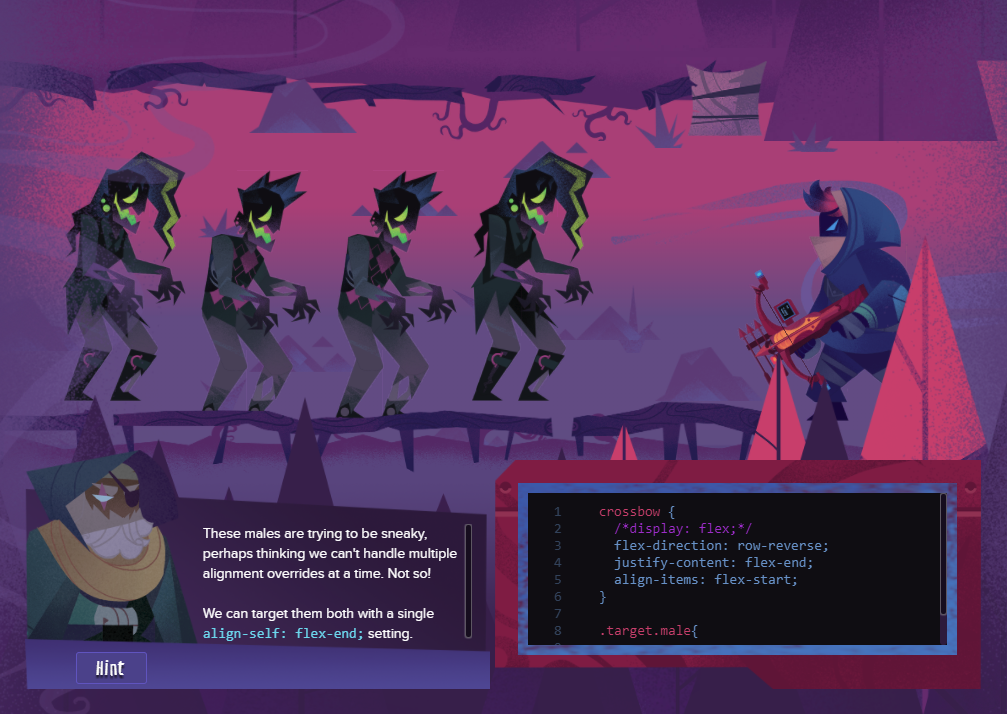 These males are trying to be sneaky,
perhaps thinking we can't handle multiple
alignment overrides at a time. Not so!
We can target them both with a single
align-self: flex-end; setting.
Hint
1 crossbow {
2 /*display: flex;*/
3 flex-direction: row-reverse;
4 justify-content: flex-end;
5 align-items: flex-start;
6 }
7
8 .target.male{